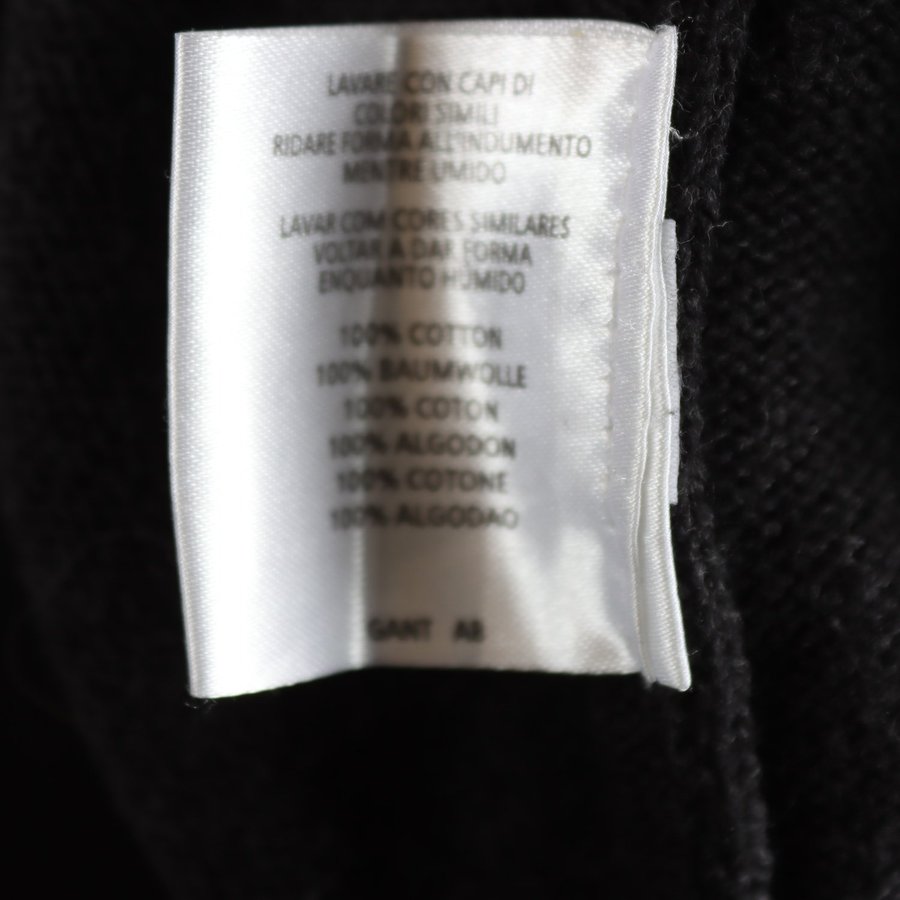 LAVARE CON CAPI DI
COLORI SIMILI
RIDARE FORMA ALL'INDUMENTO
MENTRE UMIDO
LAVAR COM CORES SIMILARES
VOLTAR A DAR FORMA
ENQUANTO HUMIDO
100% COTTON
100% BAUMWOLLE
100% COTON
100% ALGODON
100% COTONE
100% ALGODAO
GANT AB